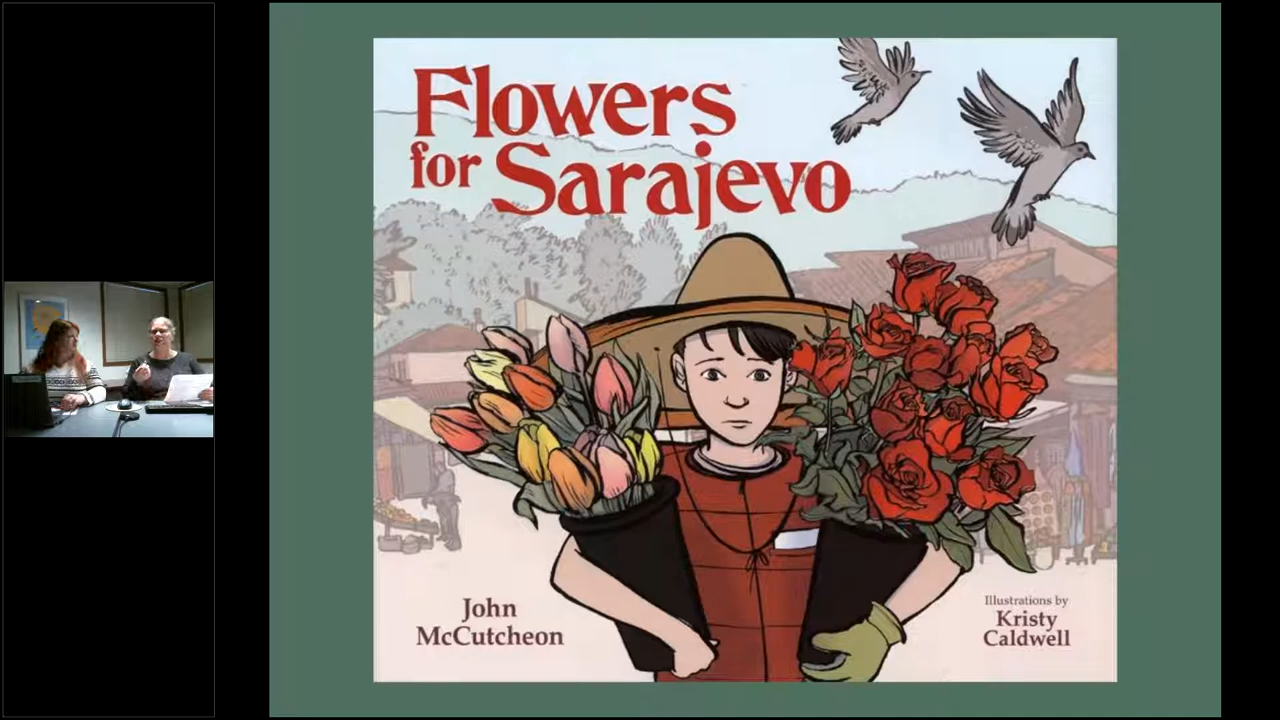 Flowers
for Sarajevo
John
McCutcheon
Illustrations by
Kristy
Caldwell